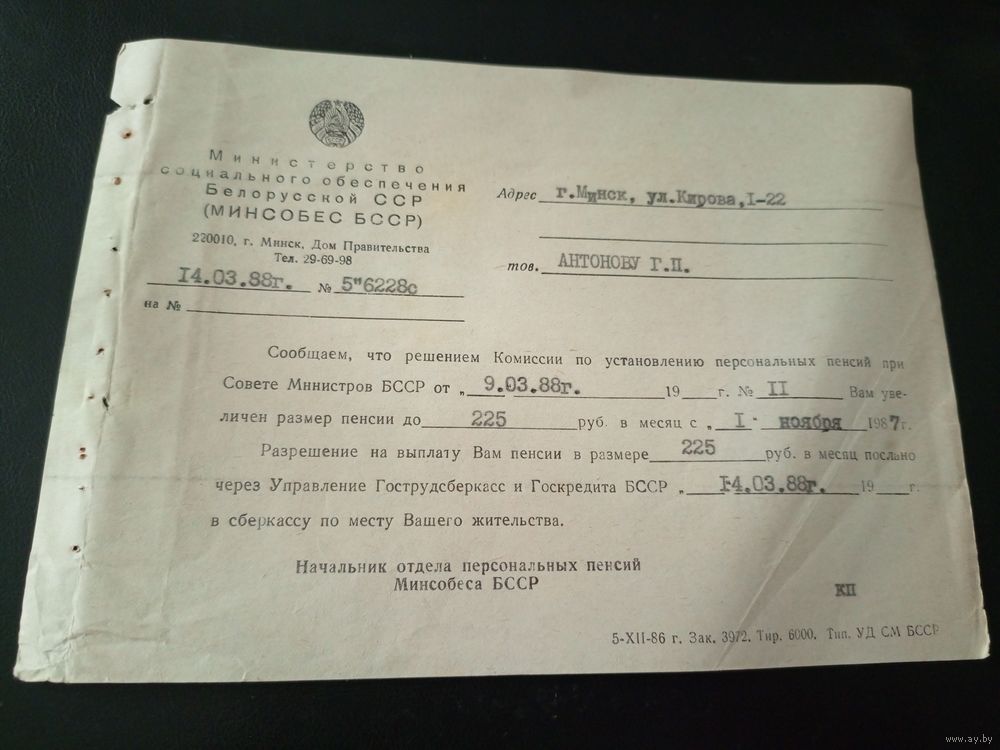 Министерство
социального обеспечения
Белорусской ССР
(МИНСОБЕС БССР)
220010, г. Минск, Дом Правительства
Тел. 29-69-98
14.03.88г. № 5"6228с
на №
Адрес г.Минск, ул.Кирова,I-22
тов. АНТОНОВУ Г.П.
Сообщаем, что решением Комиссии по установлению персональных пенсий при
Совете Министров БССР от „ 9.03.88г. 19 г. № II Вам уве-
личен размер пенсии до 225 руб. в месяц с „ I " ноября 1987г.
Разрешение на выплату Вам пенсии в размере 225 руб. в месяц послано
через Управление Гострудсберкасс и Госкредита БССР „ I4.03.88г. 19 г.
в сберкассу по месту Вашего жительства.
Начальник отдела персональных пенсий
Минсобеса БССР
КП
5-XII-86 г. Зак. 3972. Тир. 6000. Тип. УД СМ БССР
www.ay.by